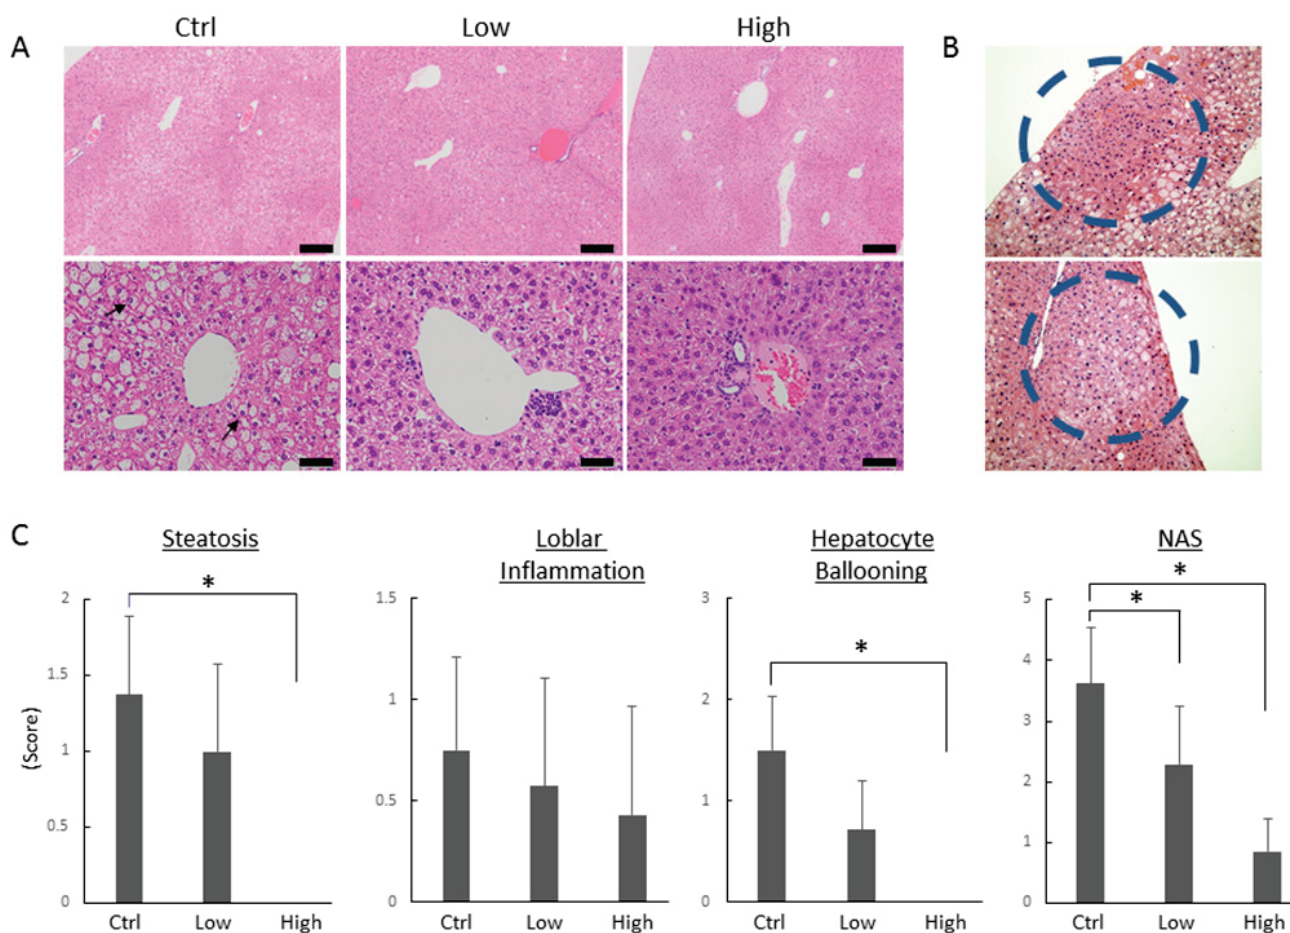 Ctrl Low High
A B
C
Steatosis
Loblar
Inflammation
Hepatocyte
Ballooning
NAS
(Score)
2
1.5
1
0.5
0
*
Ctrl Low High
1.5
1
0.5
0
Ctrl Low High
3
2
1
0
*
Ctrl Low High
5
4
3
2
1
0
*
*
Ctrl Low High